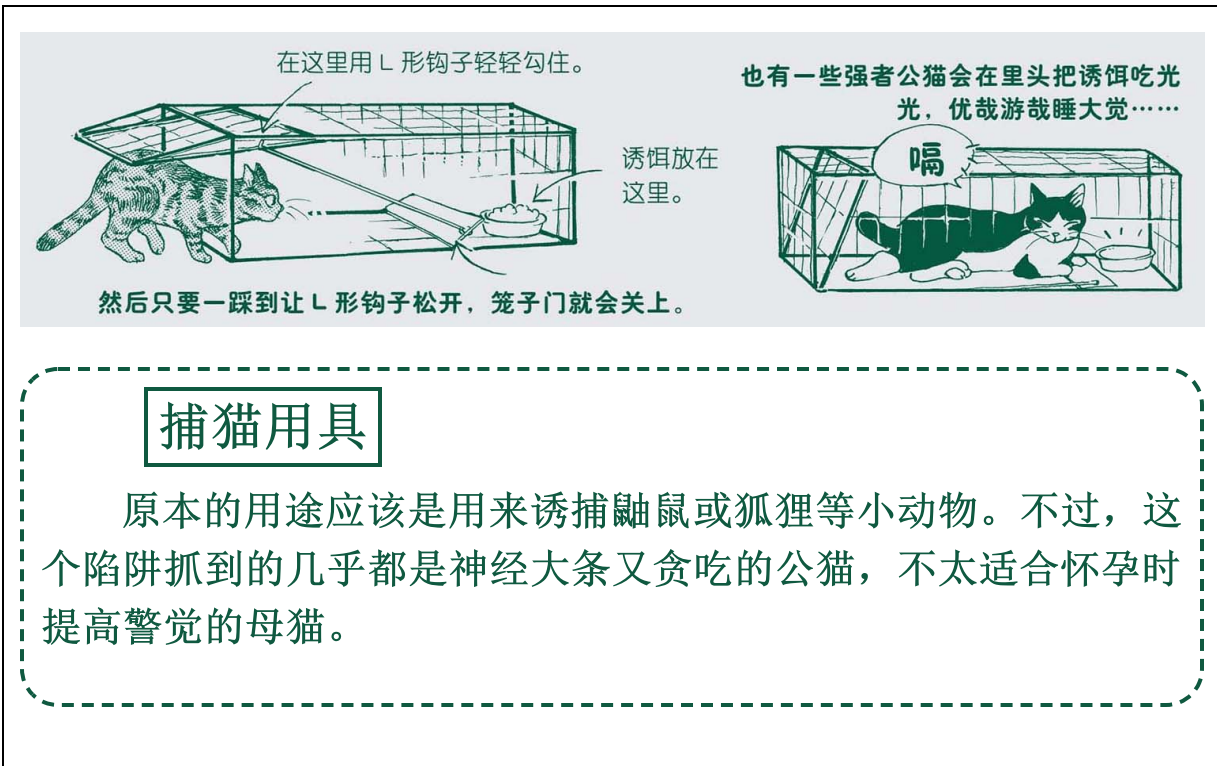 在这里用 L 形钩子轻轻勾住。
也有一些强者公猫会在里头把诱饵吃光
光，优哉游哉睡大觉……
嗝
诱饵放在
这里。
然后只要一踩到让 L 形钩子松开，笼子门就会关上。
捕猫用具
原本的用途应该是用来诱捕鼬鼠或狐狸等小动物。不过，这
个陷阱抓到的几乎都是神经大条又贪吃的公猫，不太适合怀孕时
提高警觉的母猫。